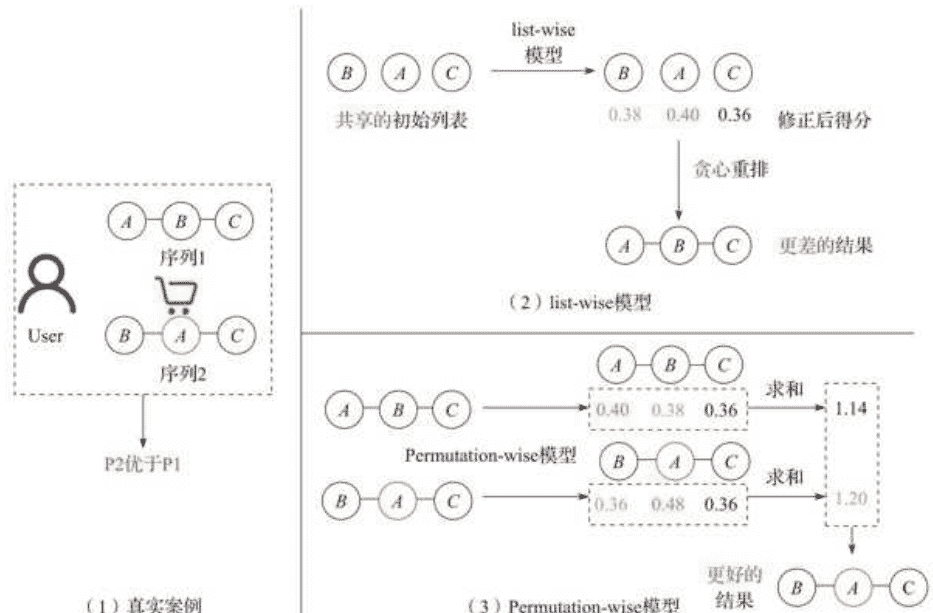 A B C
序列1
User
B A C
序列2
P2优于P1
（1）真实案例
list-wise
模型
B A C
B A C
共享的初始列表
0.38 0.40 0.36 修正后得分
贪心重排
A B C
更差的结果
（2）list-wise模型
A B C
A B C
0.40 0.38 0.36
求和
1.14
Permutation-wise模型
B A C
B A C
0.36 0.48 0.36
求和
1.20
更好的
结果
B A C
（3）Permutation-wise模型